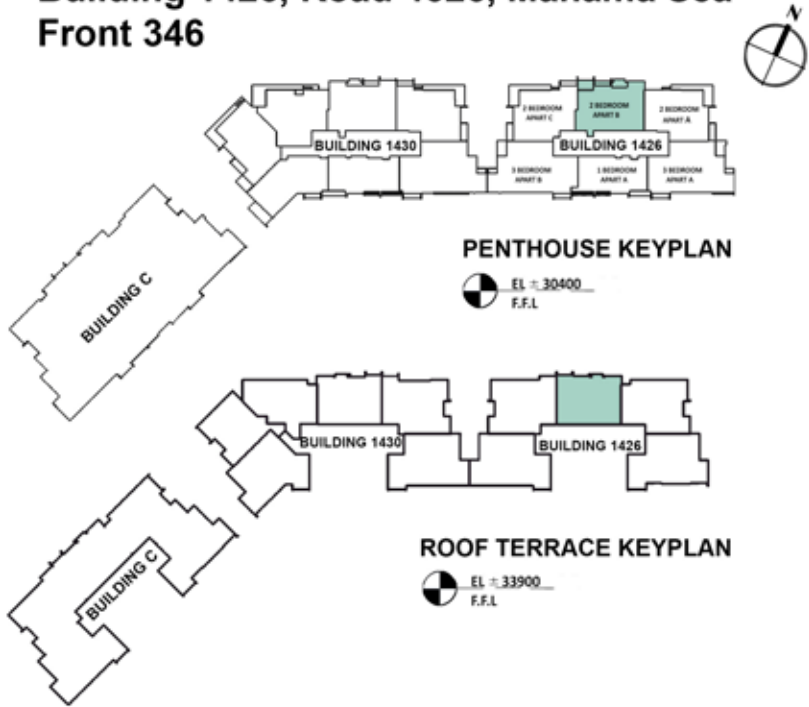 Front 346
N
2 BEDROOM
APART C
2 BEDROOM
APART B
2 BEDROOM
APART A
BUILDING 1430
BUILDING 1426
3 BEDROOM
APART B
1 BEDROOM
APART A
3 BEDROOM
APART A
BUILDING C
PENTHOUSE KEYPLAN
EL ± 30400
F.F.L
BUILDING 1430
BUILDING 1426
BUILDING C
ROOF TERRACE KEYPLAN
EL ± 33900
F.F.L